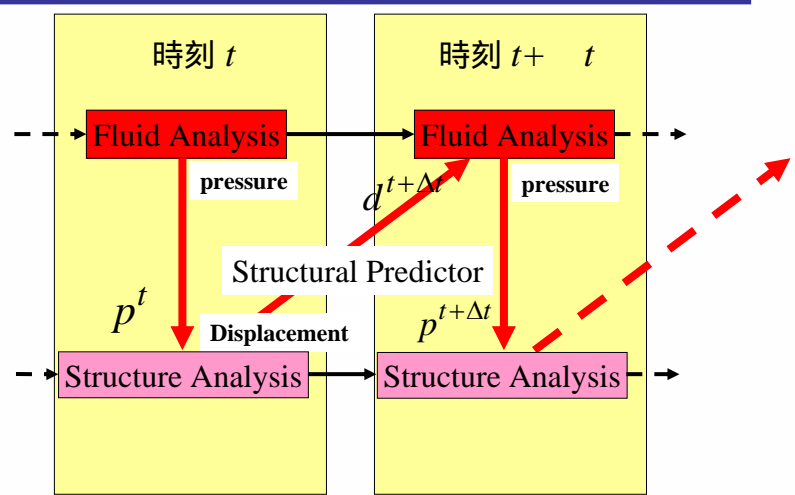 時刻 t
時刻 t+ t
Fluid Analysis
Fluid Analysis
pressure
pressure
d^{t+Δt}
Structural Predictor
p^t
p^{t+Δt}
Displacement
Structure Analysis
Structure Analysis